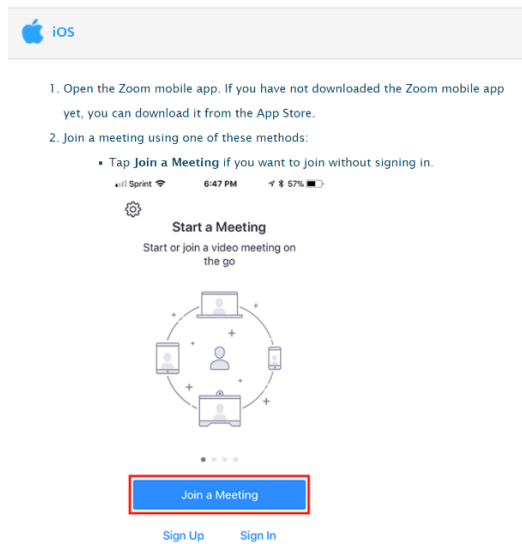 iOS
1. Open the Zoom mobile app. If you have not downloaded the Zoom mobile app
yet, you can download it from the App Store.
2. Join a meeting using one of these methods:
▪ Tap Join a Meeting if you want to join without signing in.
Sprint 6:47 PM 57%
Start a Meeting
Start or join a video meeting on
the go
Join a Meeting
Sign Up Sign In